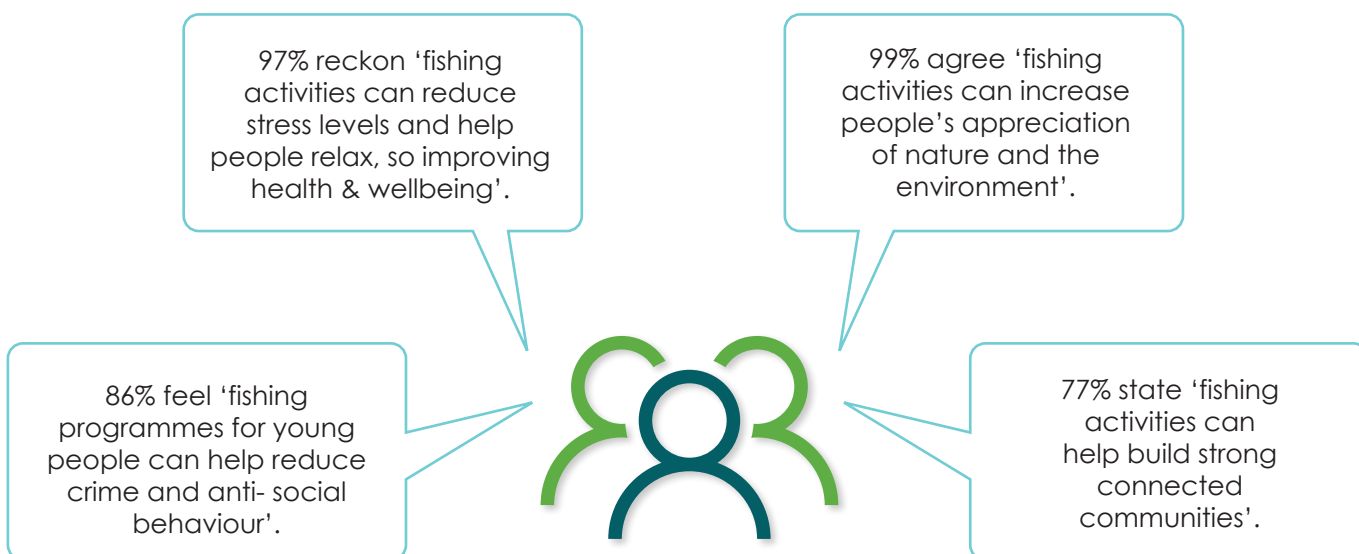 97% reckon ‘fishing
activities can reduce
stress levels and help
people relax, so improving
health & wellbeing’.
99% agree ‘fishing
activities can increase
people’s appreciation
of nature and the
environment’.
86% feel ‘fishing
programmes for young
people can help reduce
crime and anti- social
behaviour’.
77% state ‘fishing
activities can
help build strong
connected
communities’.